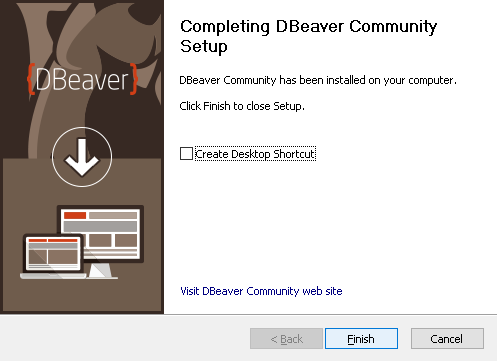 {DBeaver}
Completing DBeaver Community
Setup
DBeaver Community has been installed on your computer.
Click Finish to close Setup.
Create Desktop Shortcut
Visit DBeaver Community web site
< Back
Finish
Cancel